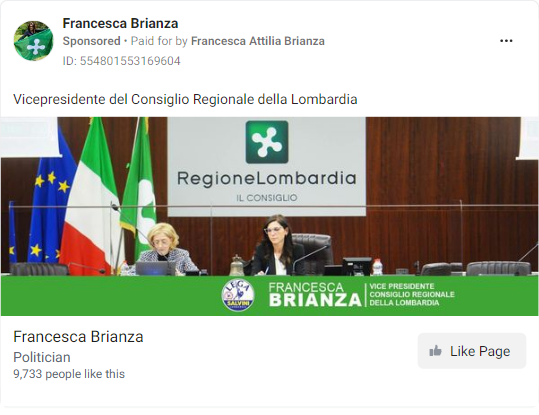 Francesca Brianza
Sponsored • Paid for by Francesca Attilia Brianza
ID: 554801553169604
Vicepresidente del Consiglio Regionale della Lombardia
RegioneLombardia
IL CONSIGLIO
LEGA
SALVINI
FRANCESCA
BRIANZA
VICE PRESIDENTE
CONSIGLIO REGIONALE
DELLA LOMBARDIA
Francesca Brianza
Politician
9,733 people like this
Like Page